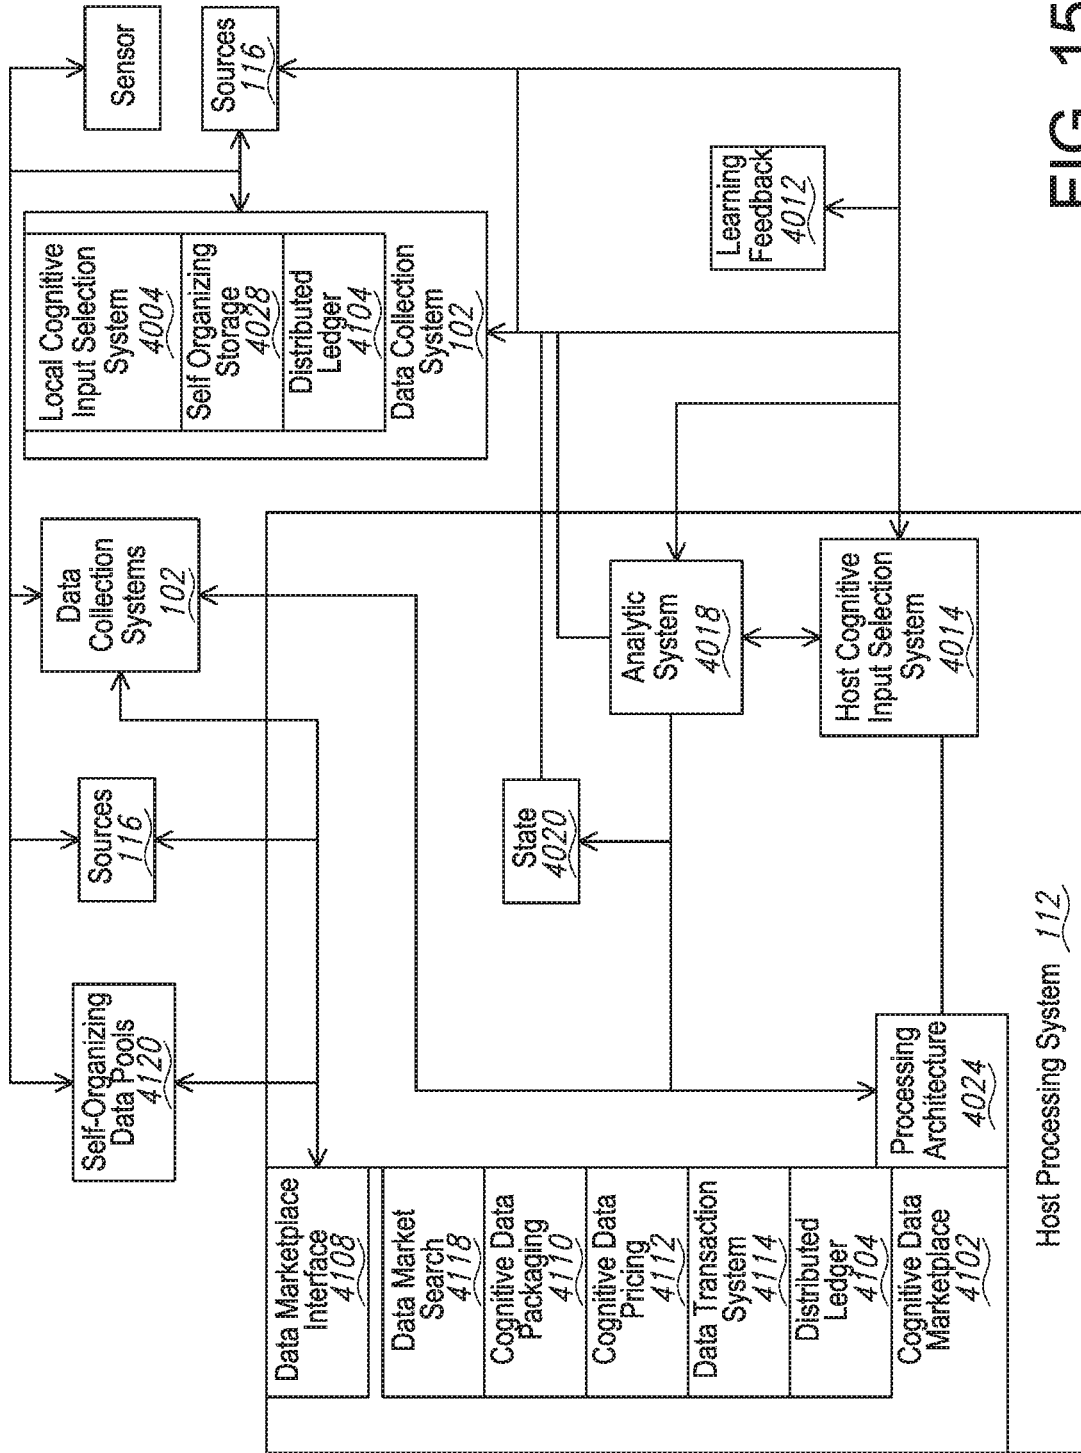 Self-Organizing
Data Pools
4120
Sources
116
Data
Collection
Systems
102
Local Cognitive
Input Selection
System
4004
Self Organizing
Storage
4028
Distributed
Ledger
4104
Data Collection
System
102
Sensor
Sources
116
Data Marketplace
Interface
4108
Data Market
Search
4118
Cognitive Data
Packaging
4110
Cognitive Data
Pricing
4112
Data Transaction
System
4114
Distributed
Ledger
4104
Cognitive Data
Marketplace
4102
Processing
Architecture
4024
State
4020
Analytic
System
4018
Host Cognitive
Input Selection
System
4014
Learning
Feedback
4012
Host Processing System 112
FIG. 15